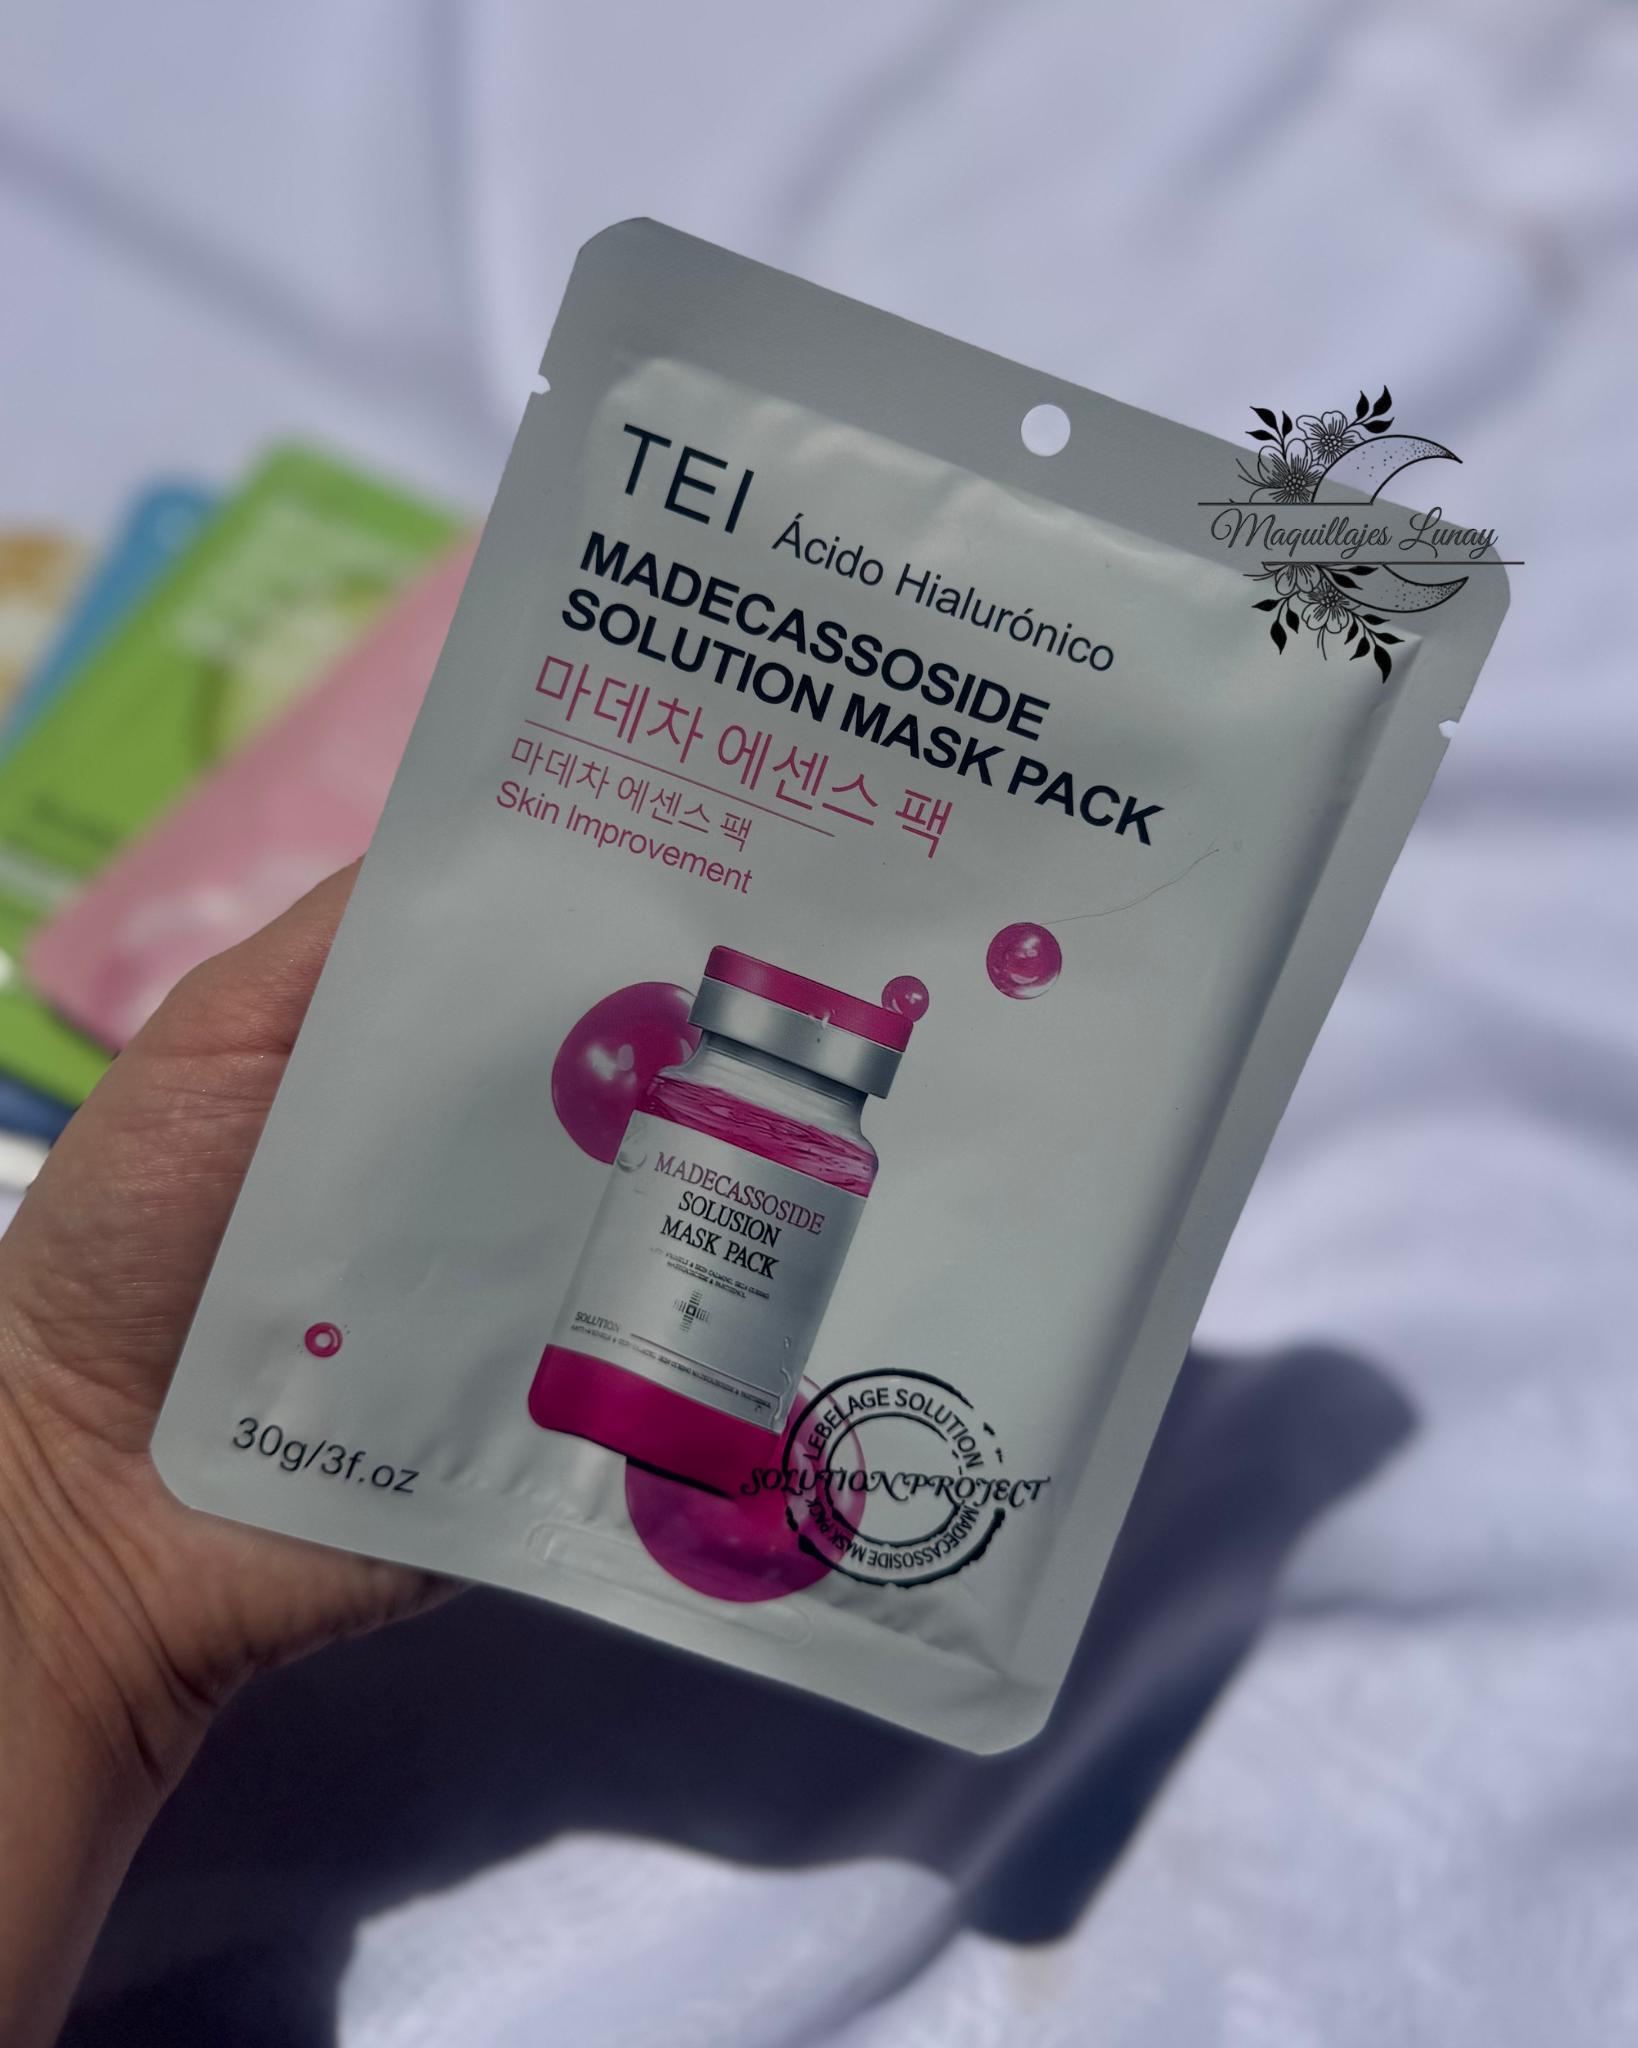 Maquillajes Lunay
TEI Ácido Hialurónico
MADECASSOSIDE
SOLUTION MASK PACK
마데차 에센스 팩
마데차 에센스 팩
Skin Improvement
MADECASSOSIDE
SOLUSION
MASK PACK
SOLUTION
LEBELAGE SOLUTION
SOLUTION PROJECT
MADECASSOSIDE MASK PACK
30g/3f.oz